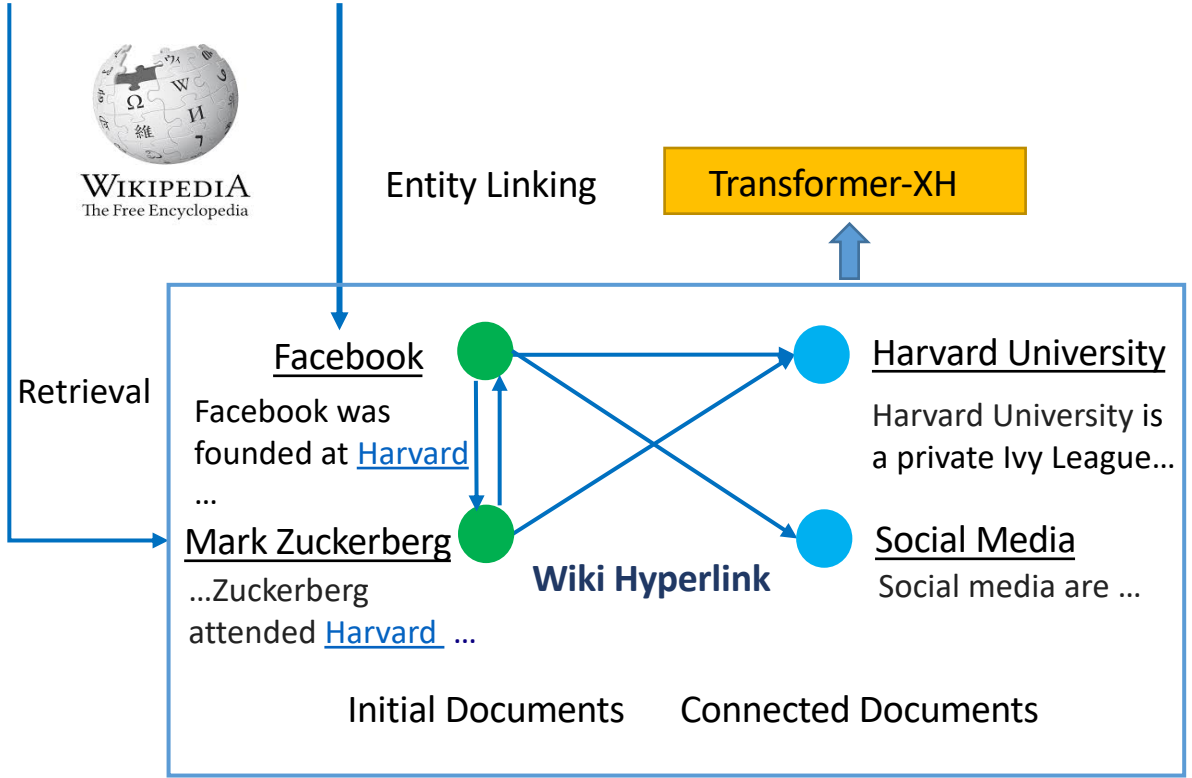 Ω
W
И
維
WIKIPEDIA
The Free Encyclopedia
Entity Linking
Transformer-XH
Retrieval
Facebook
Facebook was
founded at Harvard
...
Mark Zuckerberg
...Zuckerberg
attended Harvard ...
Wiki Hyperlink
Harvard University
Harvard University is
a private Ivy League...
Social Media
Social media are ...
Initial Documents
Connected Documents